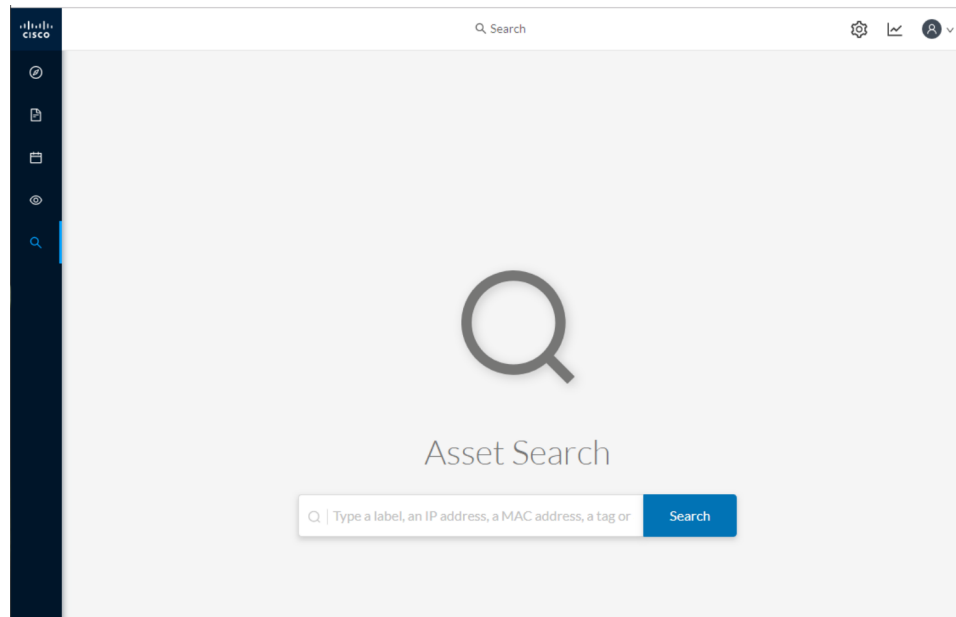 CISCO
Search
Asset Search
Type a label, an IP address, a MAC address, a tag or
Search